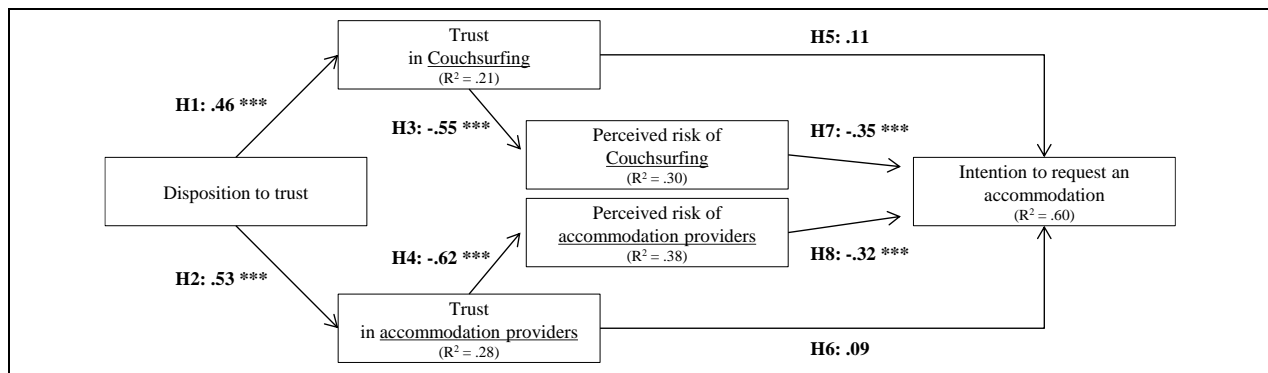 Trust
in Couchsurfing
(R² = .21)
H5: .11
H1: .46 ***
H3: -.55 ***
Perceived risk of
Couchsurfing
(R² = .30)
H7: -.35 ***
Disposition to trust
Intention to request an
accommodation
(R² = .60)
Perceived risk of
accommodation providers
(R² = .38)
H4: -.62 ***
H8: -.32 ***
H2: .53 ***
Trust
in accommodation providers
(R² = .28)
H6: .09